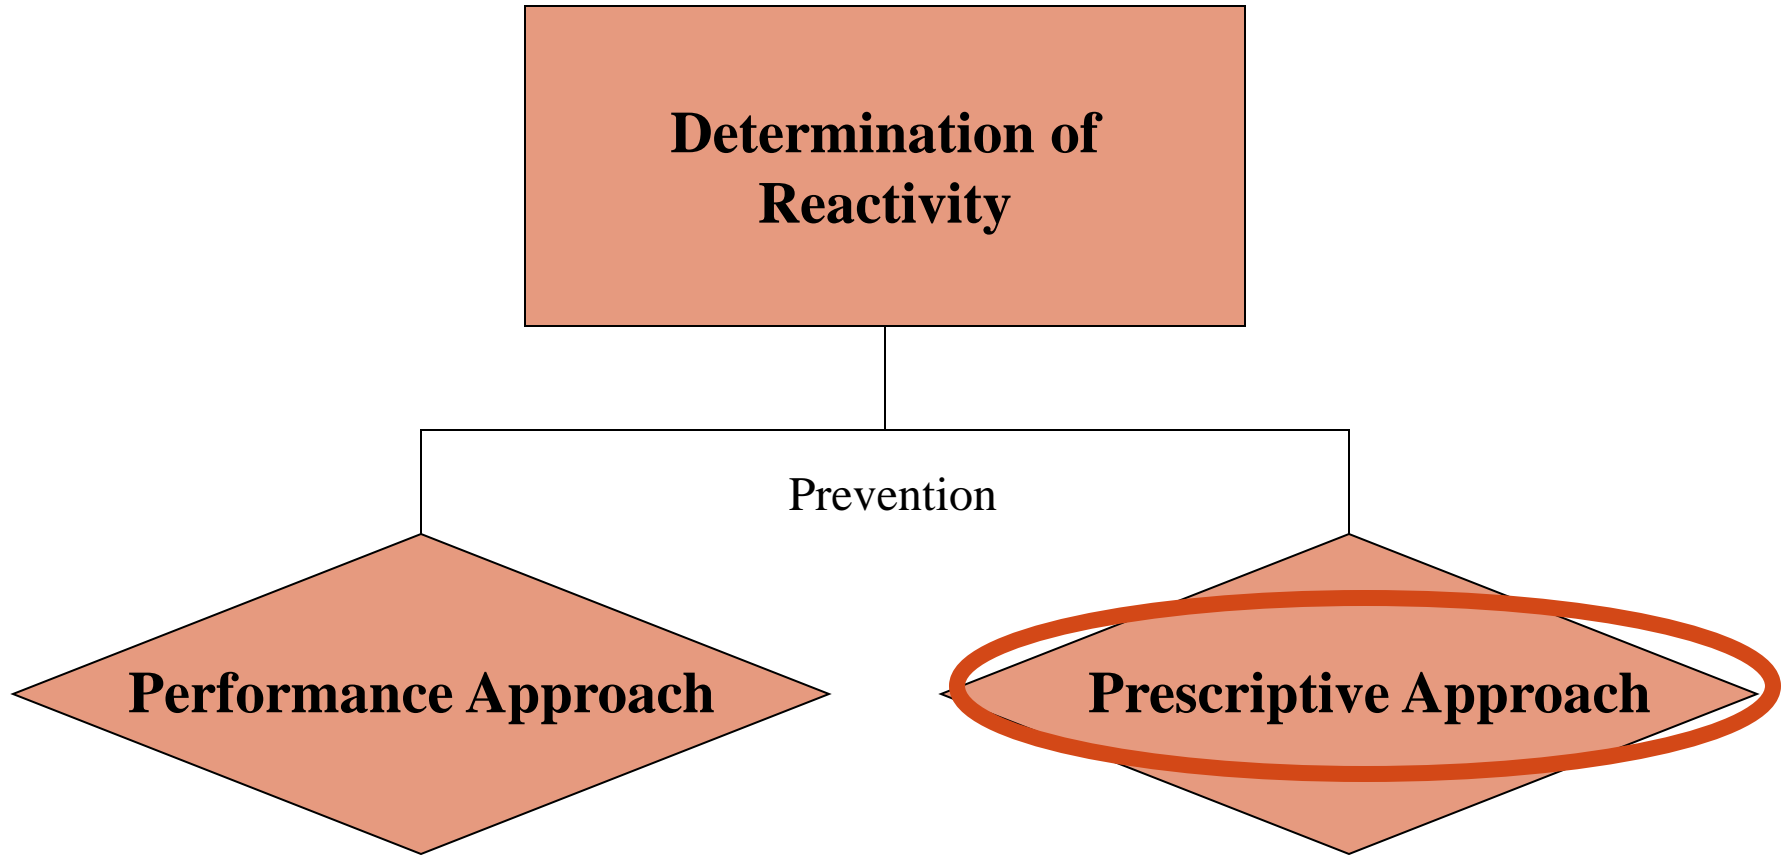 Determination of
Reactivity
Prevention
Performance Approach
Prescriptive Approach